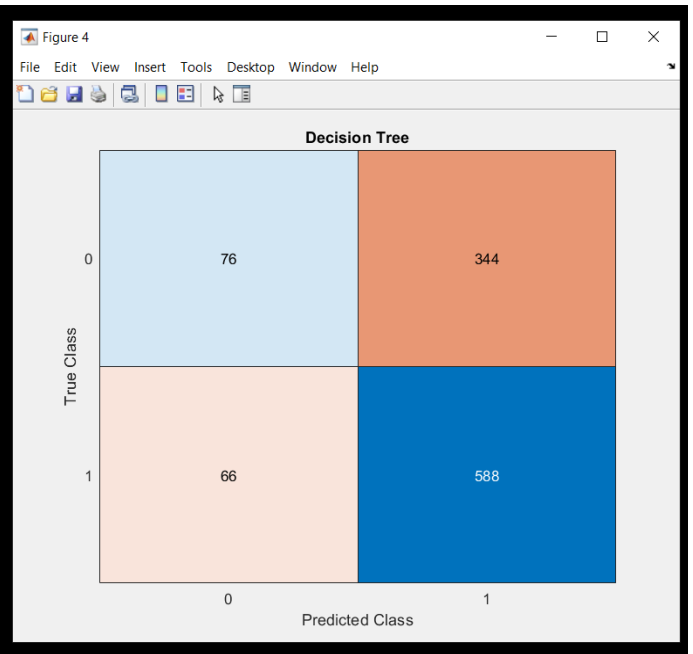 Figure 4
File Edit View Insert Tools Desktop Window Help
Decision Tree
0
76
344
True Class
1
66
588
0
1
Predicted Class